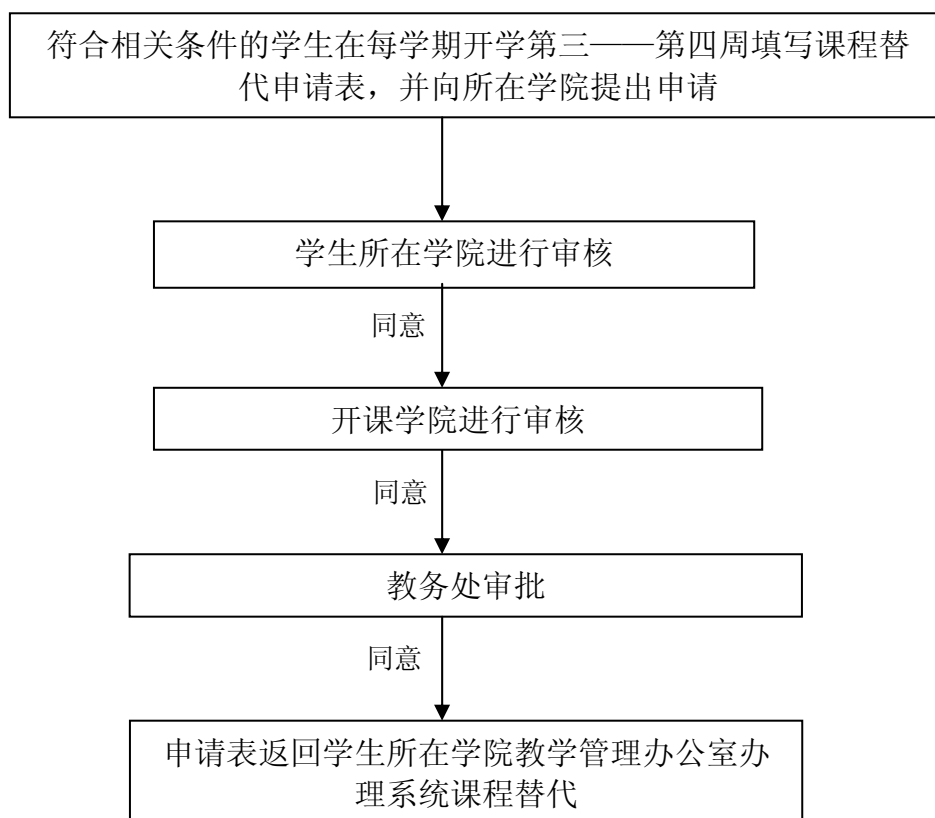 符合相关条件的学生在每学期开学第三——第四周填写课程替
代申请表，并向所在学院提出申请
学生所在学院进行审核
同意
开课学院进行审核
同意
教务处审批
同意
申请表返回学生所在学院教学管理办公室办
理系统课程替代